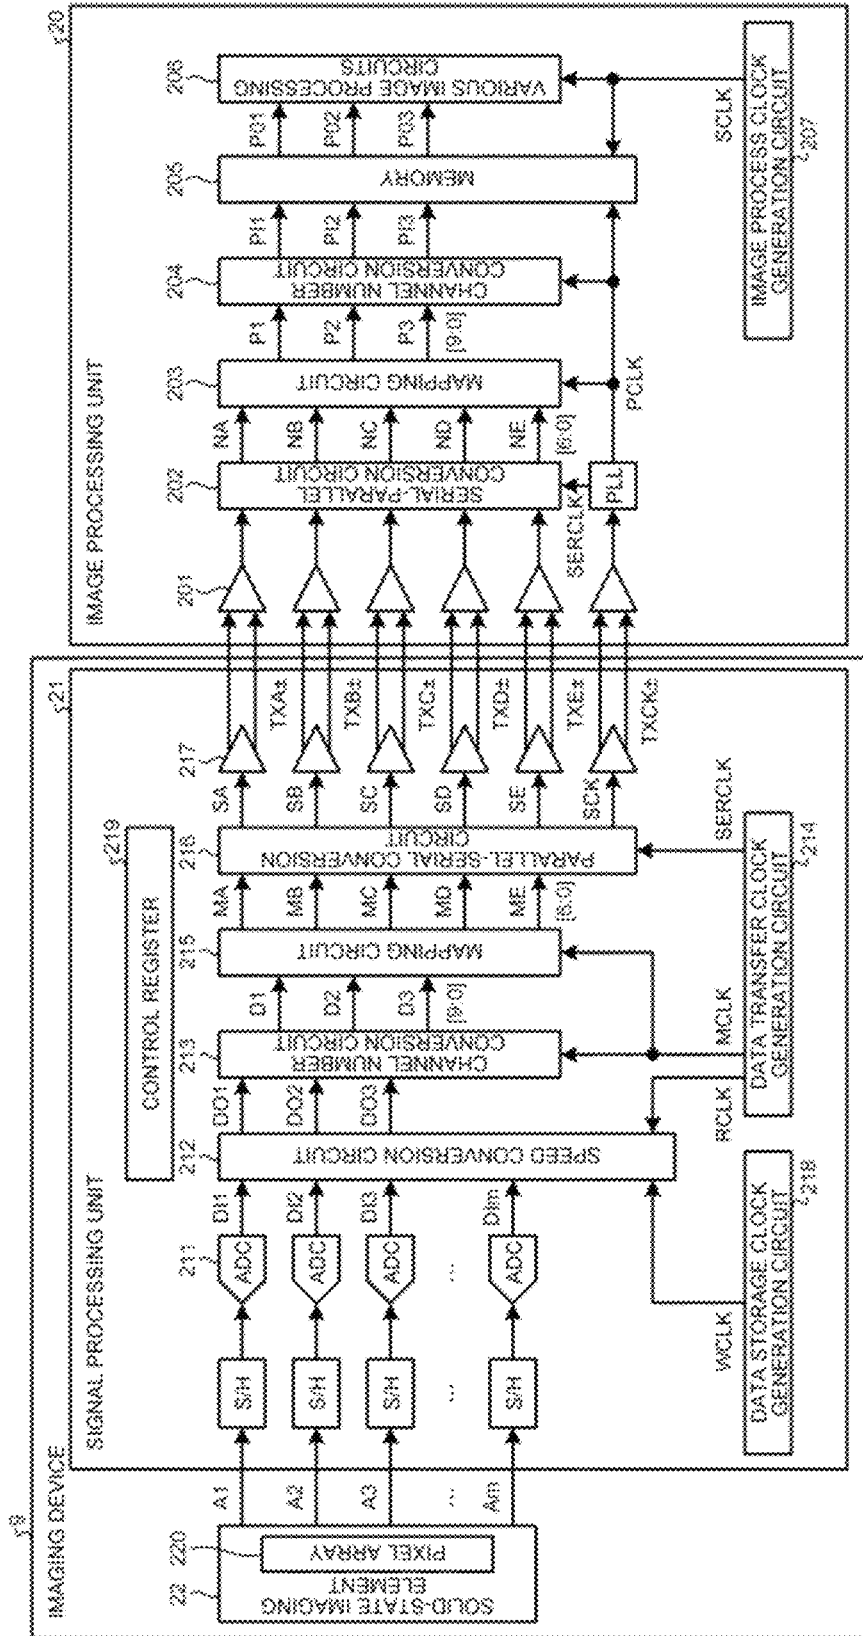 9
IMAGING DEVICE
SIGNAL PROCESSING UNIT
21
CONTROL REGISTER
219
22
SOLID-STATE IMAGING
ELEMENT
220
PIXEL ARRAY
A1
A2
A3
...
Am
S/H
S/H
S/H
...
S/H
211
ADC
ADC
ADC
...
ADC
DI1
DI2
DI3
DIm
212
SPEED CONVERSION CIRCUIT
DO1
DO2
DO3
213
CHANNEL NUMBER
CONVERSION CIRCUIT
D1
D2
D3
[9:0]
215
MAPPING CIRCUIT
MA
MB
MC
MD
ME
[6:0]
216
PARALLEL-SERIAL CONVERSION
CIRCUIT
SA
SB
SC
SD
SE
SCK
217
TXA±
TXB±
TXC±
TXD±
TXE±
TXCK±
WCLK
RCLK
MCLK
SERCLK
DATA STORAGE CLOCK
GENERATION CIRCUIT
218
DATA TRANSFER CLOCK
GENERATION CIRCUIT
214
20
IMAGE PROCESSING UNIT
201
202
SERIAL-PARALLEL
CONVERSION CIRCUIT
SERCLK
PLL
NA
NB
NC
ND
NE
[6:0]
203
MAPPING CIRCUIT
PCLK
P1
P2
P3
[9:0]
204
CHANNEL NUMBER
CONVERSION CIRCUIT
PI1
PI2
PI3
205
MEMORY
P01
P02
P03
206
VARIOUS IMAGE PROCESSING
CIRCUITS
SCLK
IMAGE PROCESS CLOCK
GENERATION CIRCUIT
207